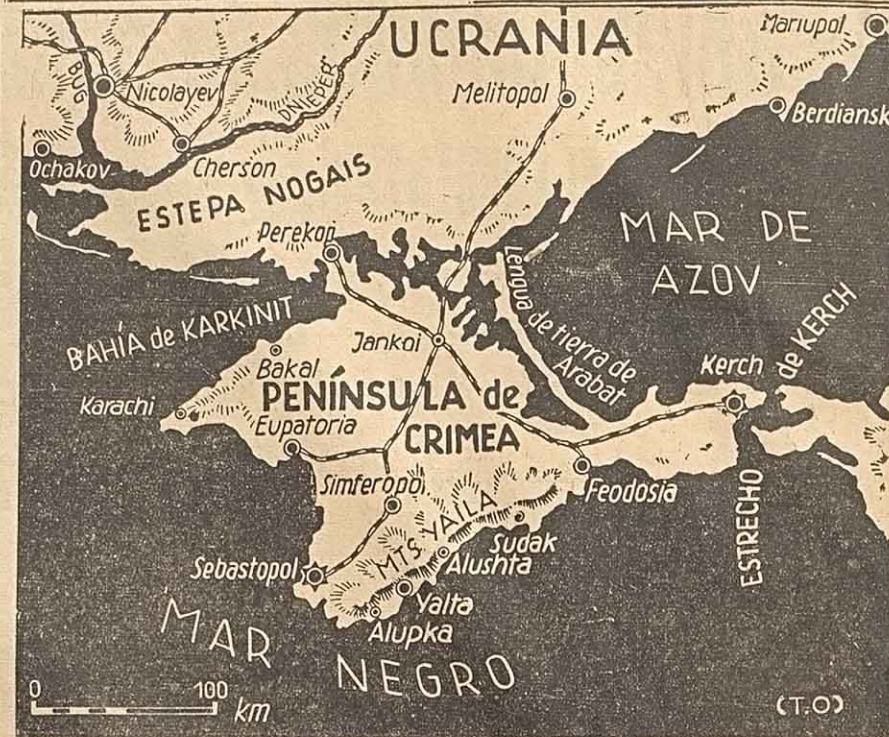 UCRANIA
Mariupol
BUG
Nicolayev
DNIEPER
Melitopol
Berdiansk
Ochakov
Cherson
ESTEPA NOGAIS
Perekop
MAR DE
AZOV
Lengua de tierra de
Arabat
BAHÍA de KARKINIT
Jankoi
Bakal
Karachi
PENÍNSULA de
CRIMEA
Eupatoria
Kerch
ESTRECHO de KERCH
Simferopol
Feodosia
MTS YAILA
Sudak
Alushta
Sebastopol
Yalta
Alupka
MAR NEGRO
0 100
km
(T.O)